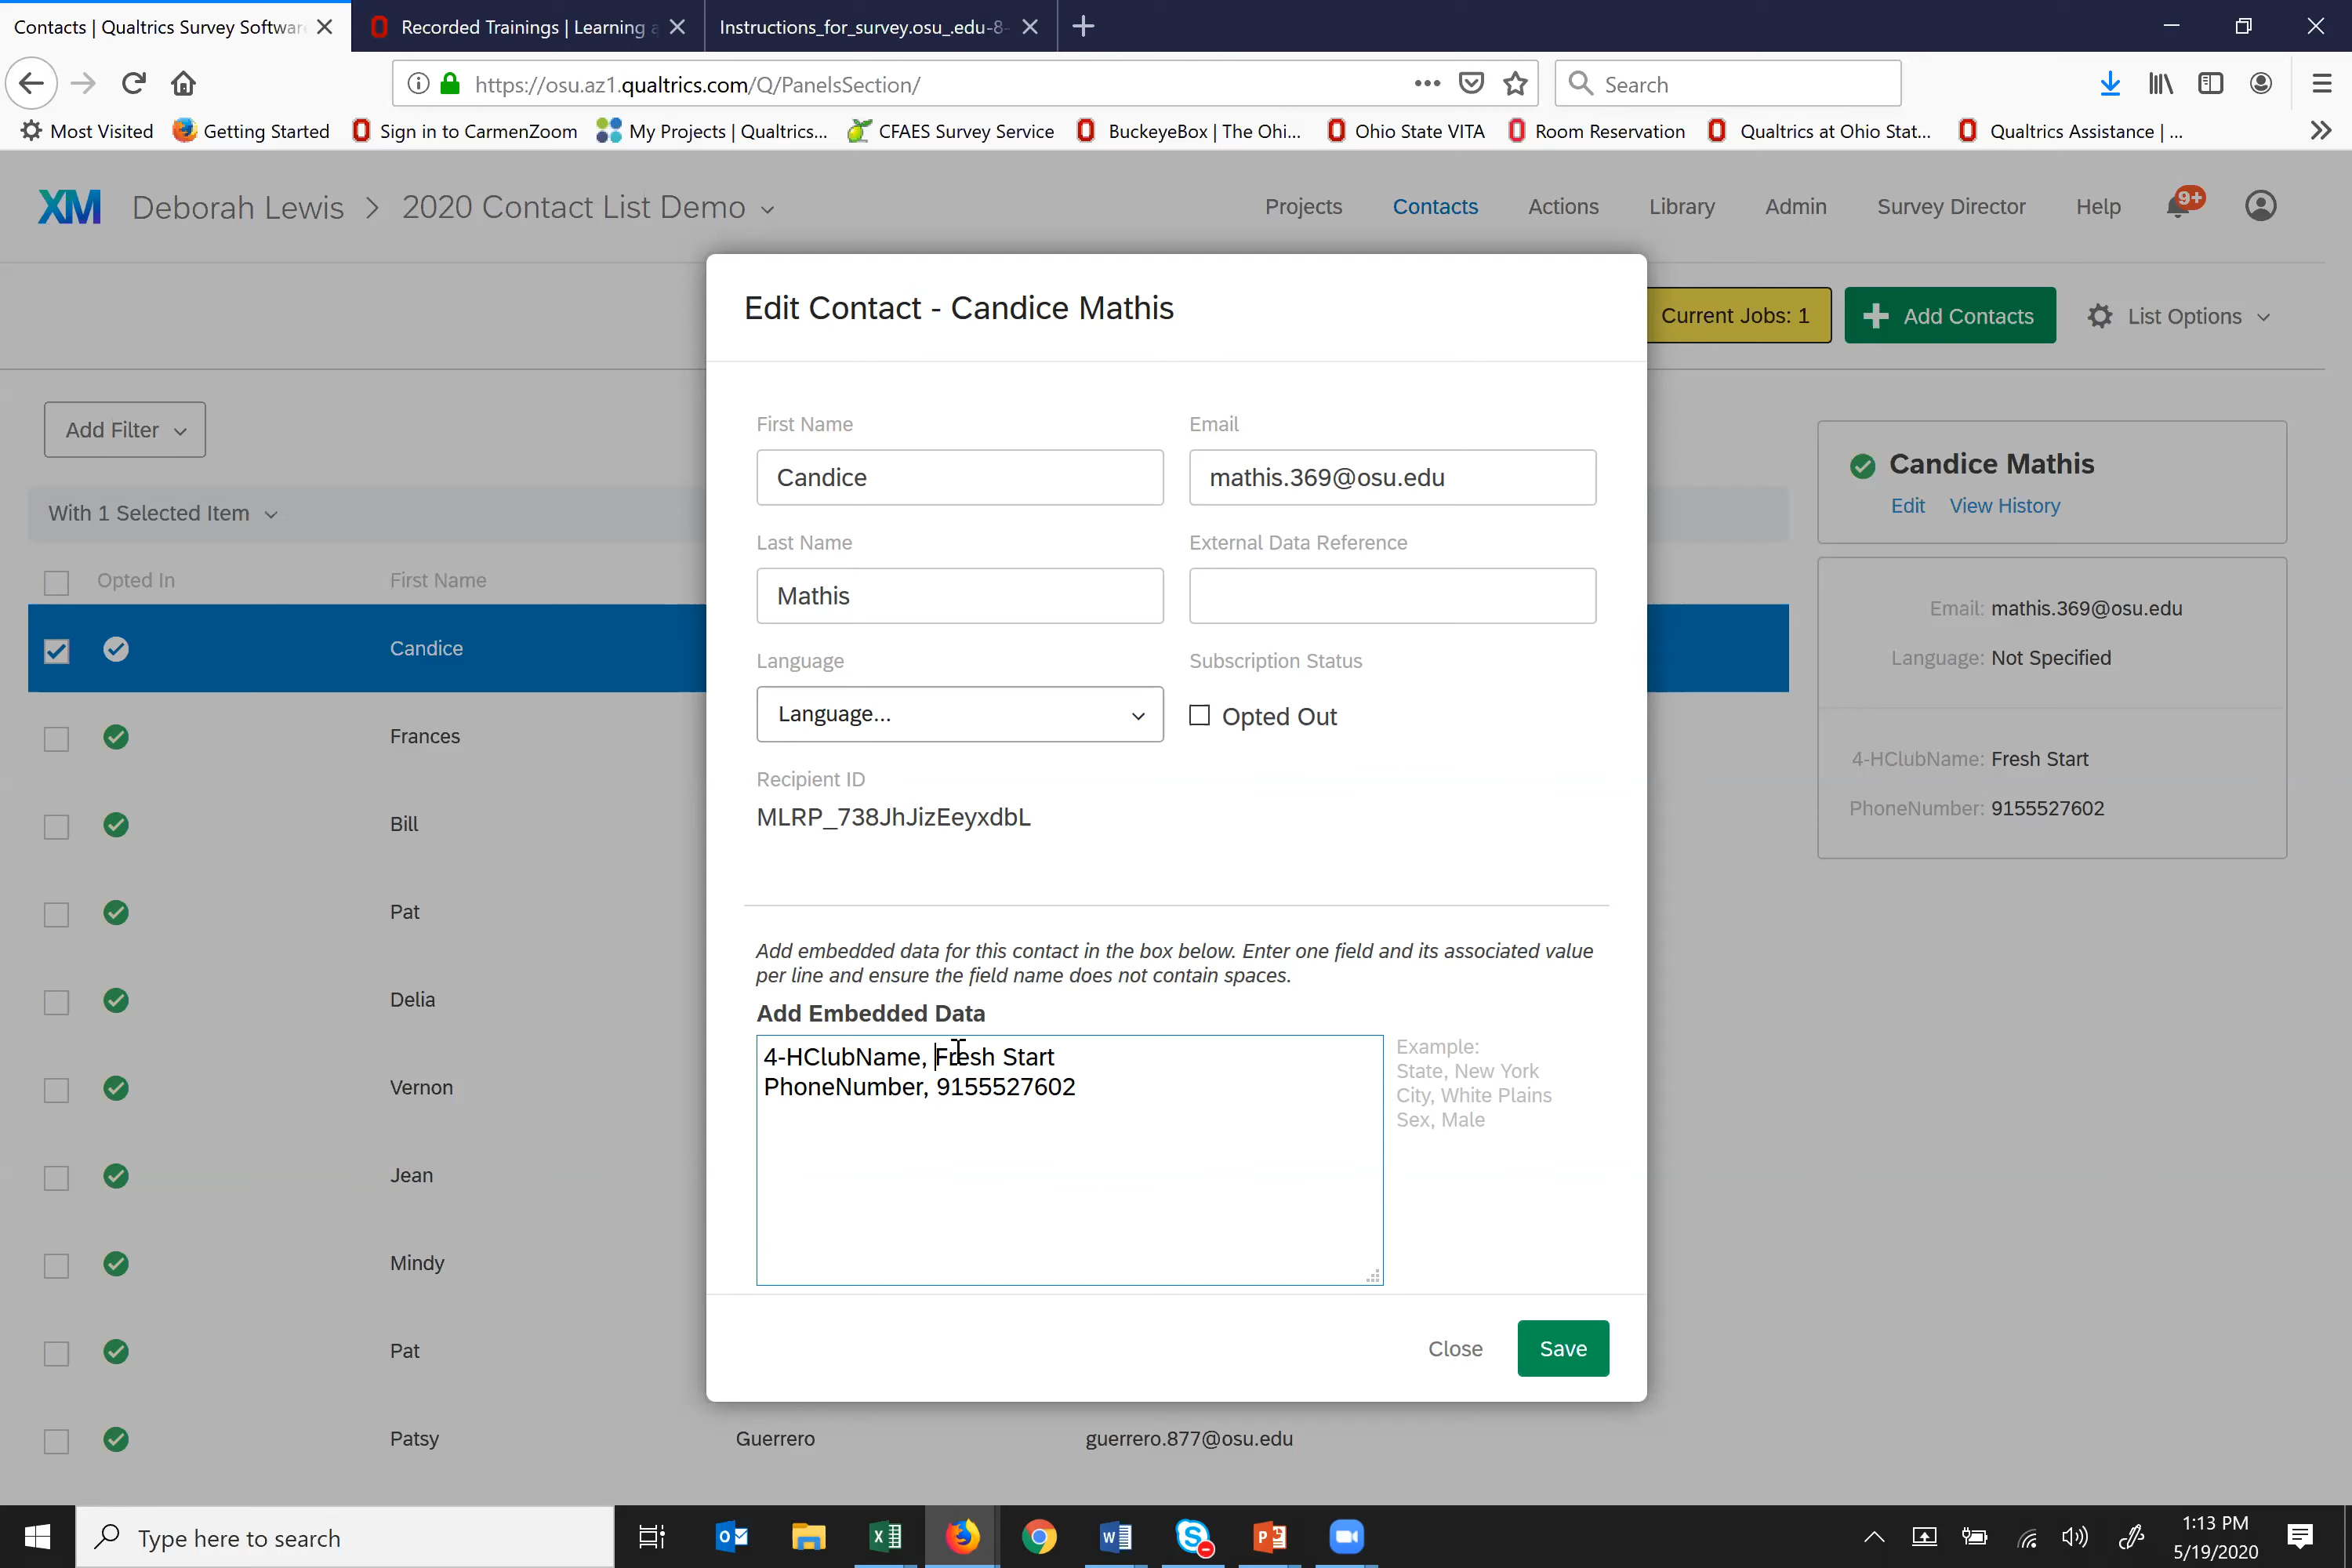 Contacts | Qualtrics Survey Softwar
Recorded Trainings | Learning a
Instructions_for_survey.osu_.edu-8-
https://osu.az1.qualtrics.com/Q/PanelsSection/
Search
Most Visited
Getting Started
Sign in to CarmenZoom
My Projects | Qualtrics...
CFAES Survey Service
BuckeyeBox | The Ohi...
Ohio State VITA
Room Reservation
Qualtrics at Ohio Stat...
Qualtrics Assistance | ...
XM
Deborah Lewis > 2020 Contact List Demo
Projects
Contacts
Actions
Library
Admin
Survey Director
Help
9+
Current Jobs: 1
Add Contacts
List Options
Add Filter
With 1 Selected Item
Opted In
First Name
Candice
Frances
Bill
Pat
Delia
Vernon
Jean
Mindy
Pat
Patsy
Guerrero
guerrero.877@osu.edu
Edit Contact - Candice Mathis
First Name
Candice
Email
mathis.369@osu.edu
Last Name
Mathis
External Data Reference
Language
Language...
Subscription Status
Opted Out
Recipient ID
MLRP_738JhJizEeyxdbL
Add embedded data for this contact in the box below. Enter one field and its associated value
per line and ensure the field name does not contain spaces.
Add Embedded Data
4-HClubName, Fresh Start
PhoneNumber, 9155527602
Example:
State, New York
City, White Plains
Sex, Male
Close
Save
Candice Mathis
Edit
View History
Email: mathis.369@osu.edu
Language: Not Specified
4-HClubName: Fresh Start
PhoneNumber: 9155527602
Type here to search
1:13 PM
5/19/2020